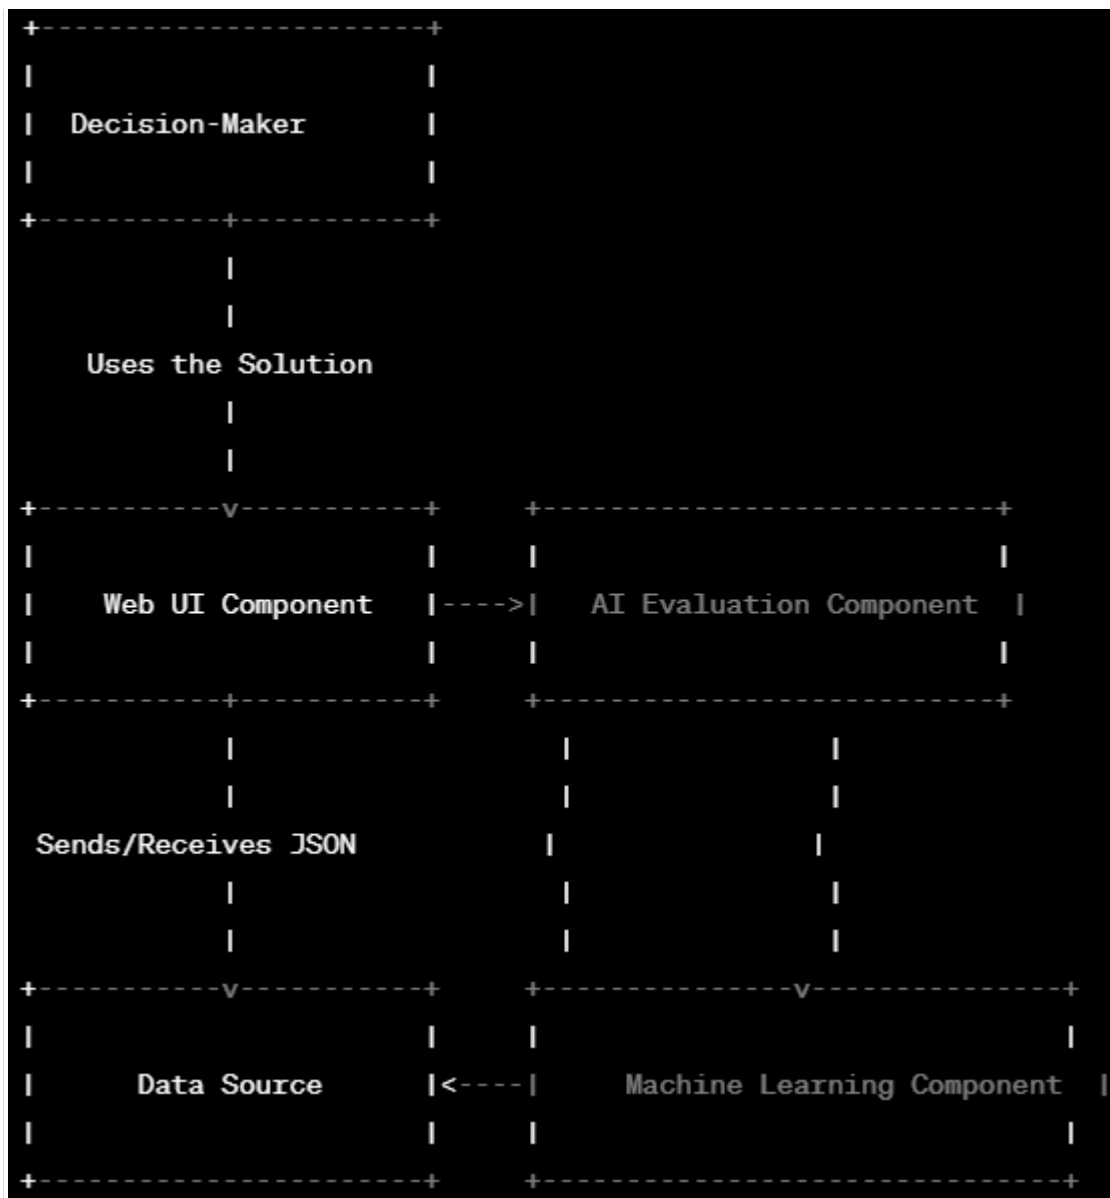 Decision-Maker
Uses the Solution
Web UI Component
AI Evaluation Component
Sends/Receives JSON
Data Source
Machine Learning Component